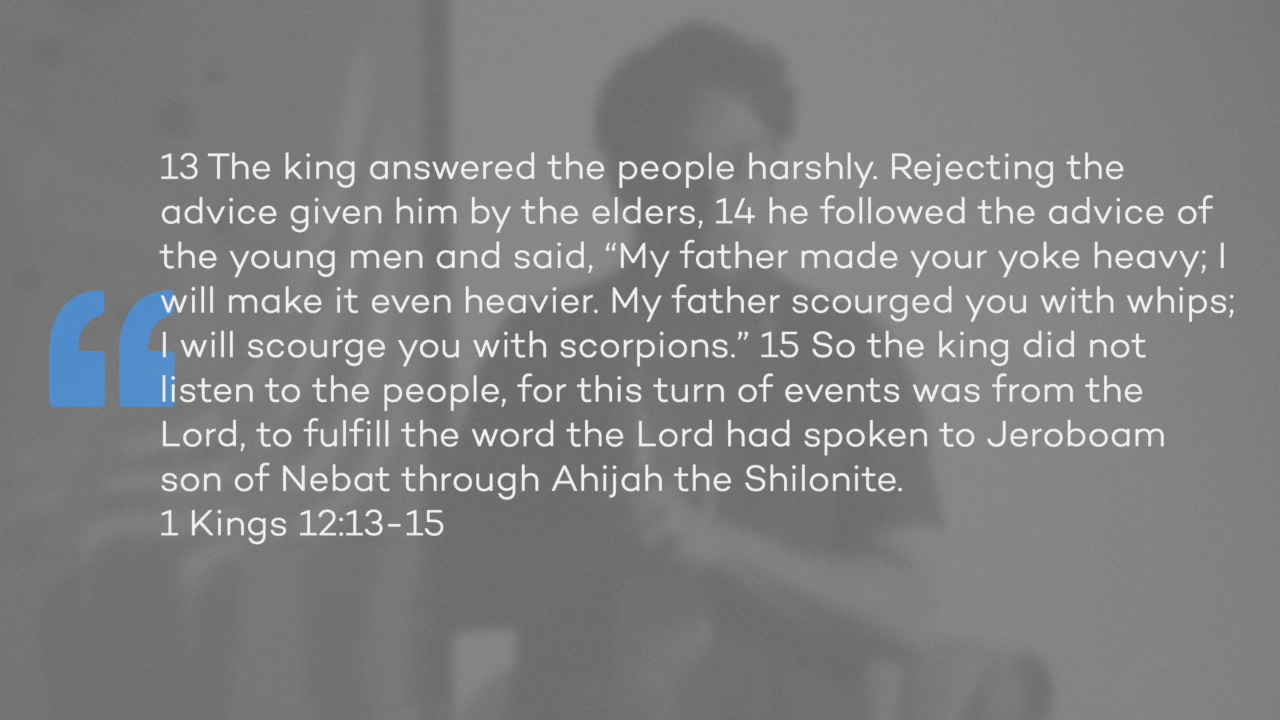 13 The king answered the people harshly. Rejecting the
advice given him by the elders, 14 he followed the advice of
the young men and said, “My father made your yoke heavy; I
will make it even heavier. My father scourged you with whips;
I will scourge you with scorpions.” 15 So the king did not
listen to the people, for this turn of events was from the
Lord, to fulfill the word the Lord had spoken to Jeroboam
son of Nebat through Ahijah the Shilonite.
1 Kings 12:13-15